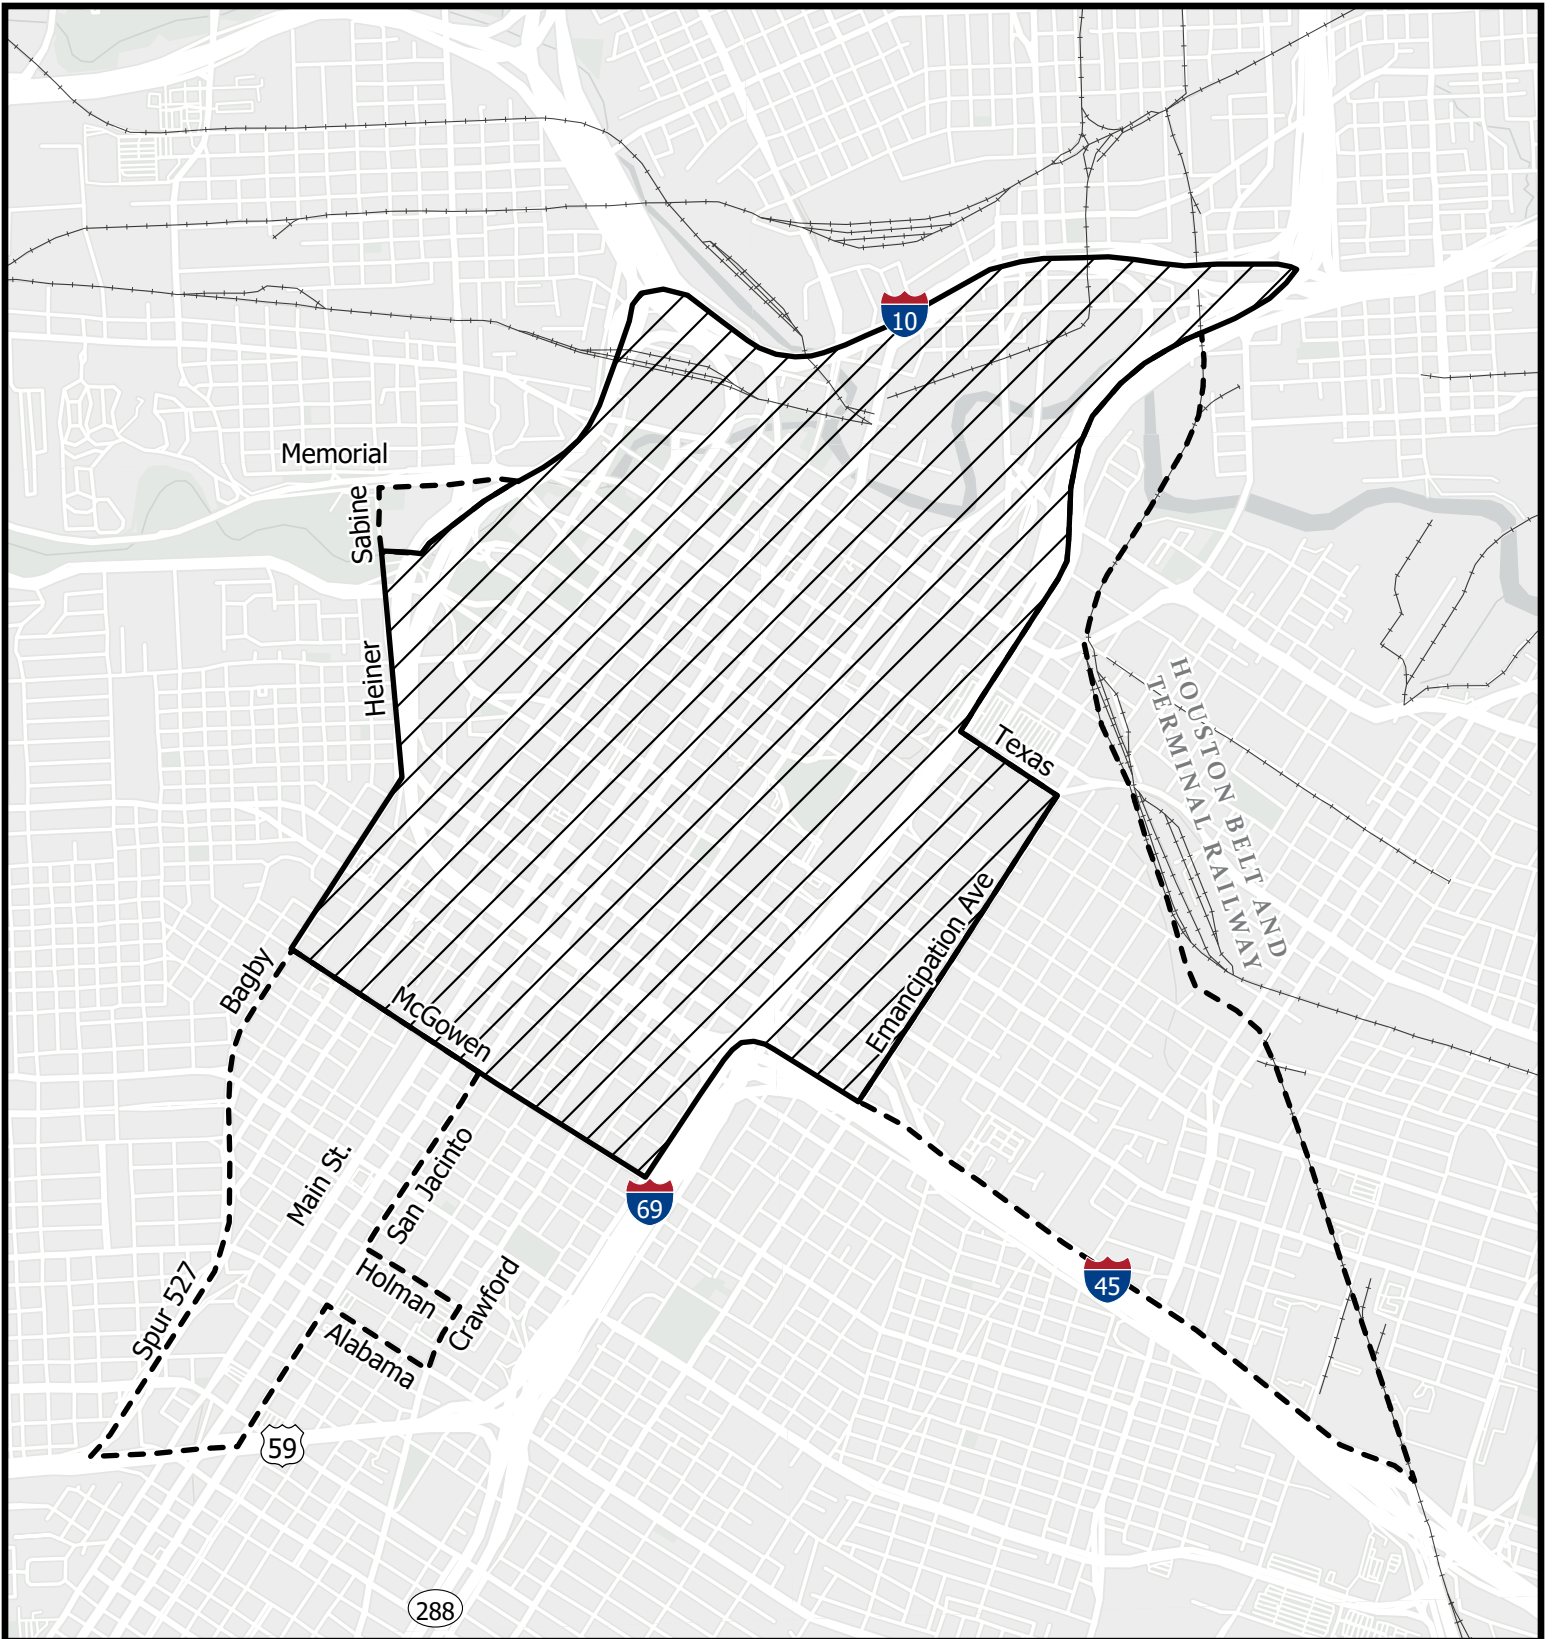 10
Memorial
Sabine
Heiner
HOUSTON BELT AND
TERMINAL RAILWAY
Texas
Emancipation Ave
Bagby
McGowen
Main St.
San Jacinto
69
Holman
Crawford
45
Spur 527
Alabama
59
288